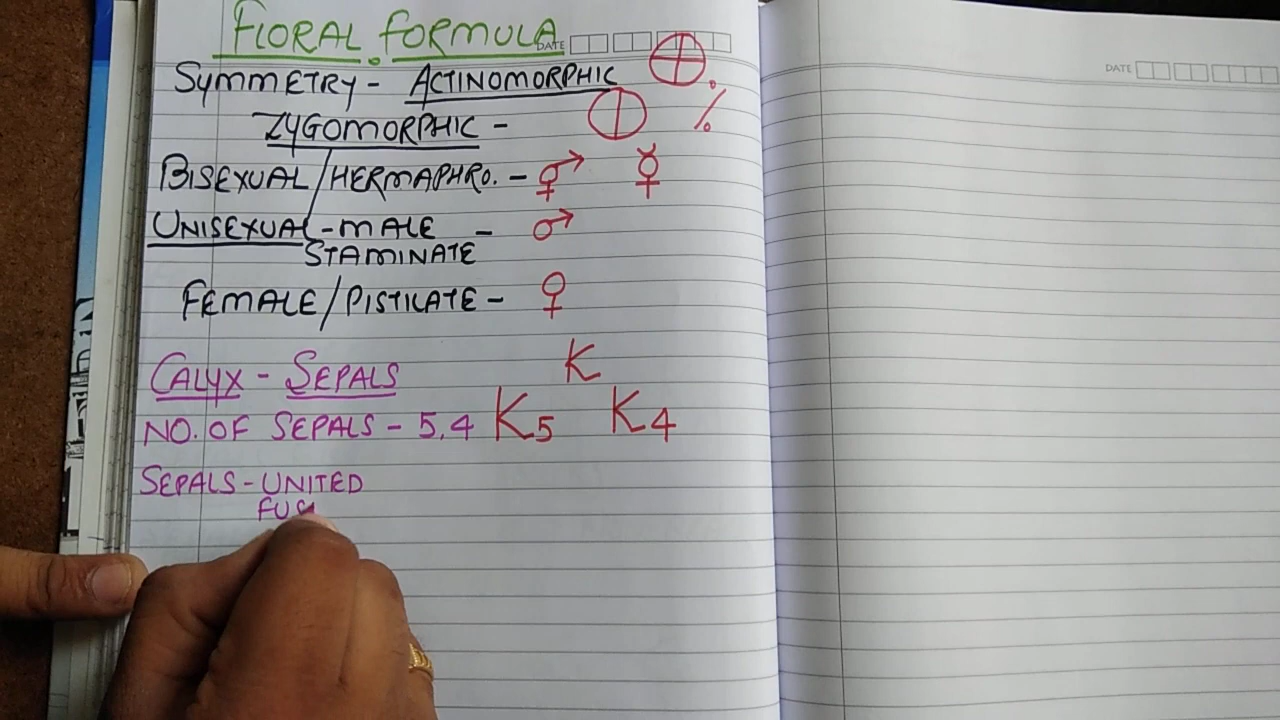 FLORAL FORMULA
DATE
SYMMETRY - ACTINOMORPHIC ⊕.
ZYGOMORPHIC - ⦶ %
BISEXUAL/HERMAPHRO. - ⚥ ☿
UNISEXUAL - MALE - ♂
STAMINATE
FEMALE/PISTILATE - ♀
CALYX - SEPALS K
NO. OF SEPALS - 5,4 K5 K4
SEPALS - UNITED
FUS
DATE